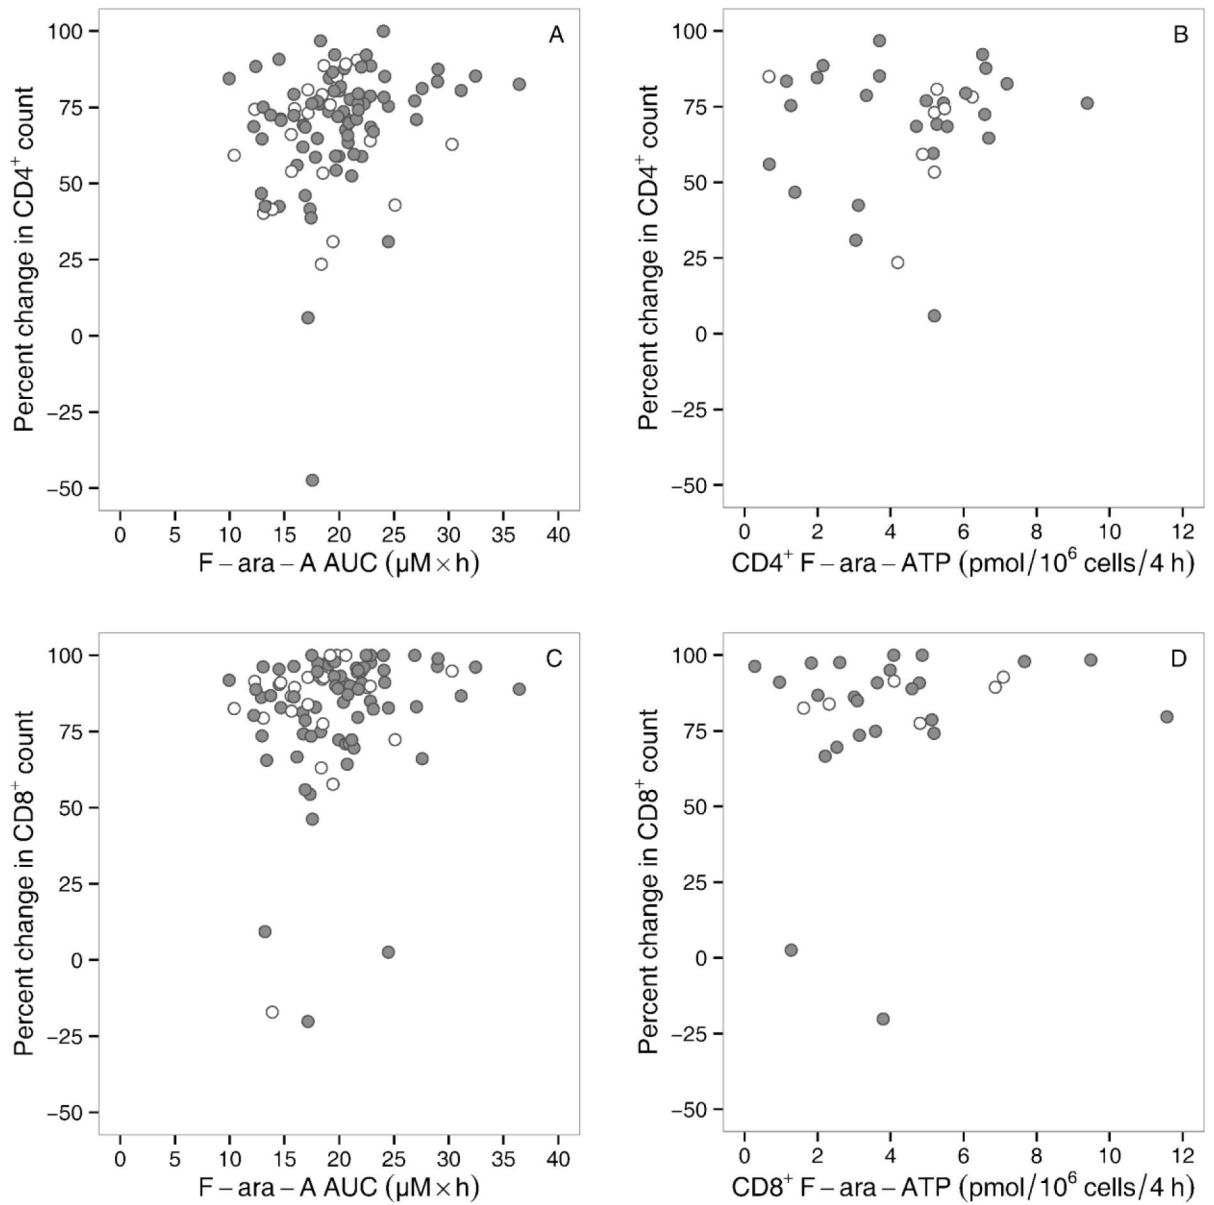 A
Percent change in CD4⁺ count
100
75
50
25
0
−25
−50
0 5 10 15 20 25 30 35 40
F−ara−A AUC (µM×h)
B
Percent change in CD4⁺ count
100
75
50
25
0
−25
−50
0 2 4 6 8 10 12
CD4⁺ F−ara−ATP (pmol/10⁶ cells/4 h)
C
Percent change in CD8⁺ count
100
75
50
25
0
−25
−50
0 5 10 15 20 25 30 35 40
F−ara−A AUC (µM×h)
D
Percent change in CD8⁺ count
100
75
50
25
0
−25
−50
0 2 4 6 8 10 12
CD8⁺ F−ara−ATP (pmol/10⁶ cells/4 h)